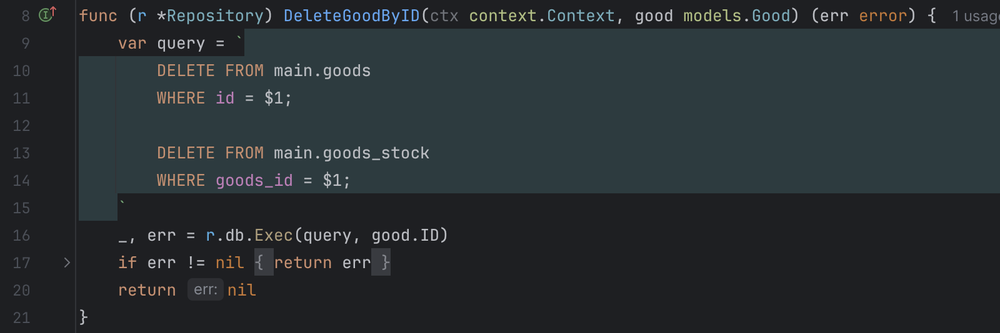 8 func (r *Repository) DeleteGoodByID(ctx context.Context, good models.Good) (err error) { 1 usage
9 var query = `
10 DELETE FROM main.goods
11 WHERE id = $1;
12
13 DELETE FROM main.goods_stock
14 WHERE goods_id = $1;
15 `
16 _, err = r.db.Exec(query, good.ID)
17 if err != nil { return err }
20 return err: nil
21 }